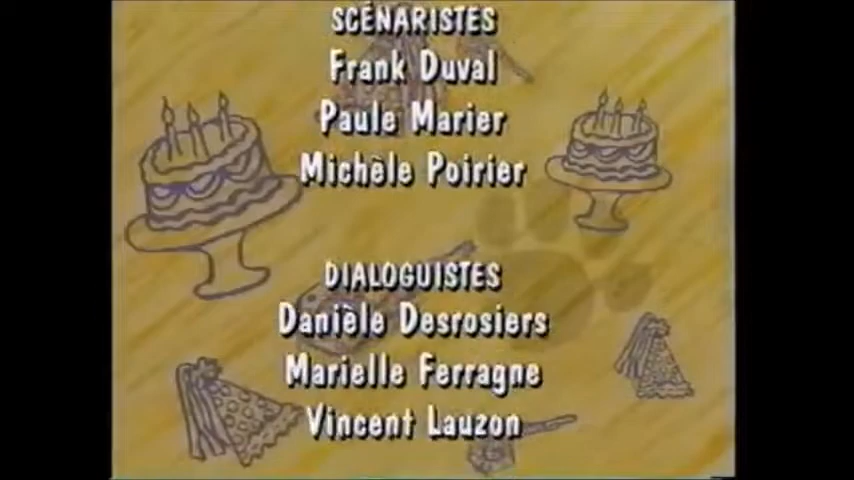 SCÉNARISTES
Frank Duval
Paule Marier
Michèle Poirier
DIALOGUISTES
Danièle Desrosiers
Marielle Ferragne
Vincent Lauzon